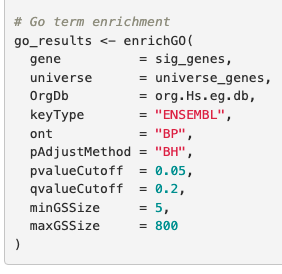 # Go term enrichment
go_results <- enrichGO(
  gene          = sig_genes,
  universe      = universe_genes,
  OrgDb         = org.Hs.eg.db,
  keyType       = "ENSEMBL",
  ont           = "BP",
  pAdjustMethod = "BH",
  pvalueCutoff  = 0.05,
  qvalueCutoff  = 0.2,
  minGSSize     = 5,
  maxGSSize     = 800
)